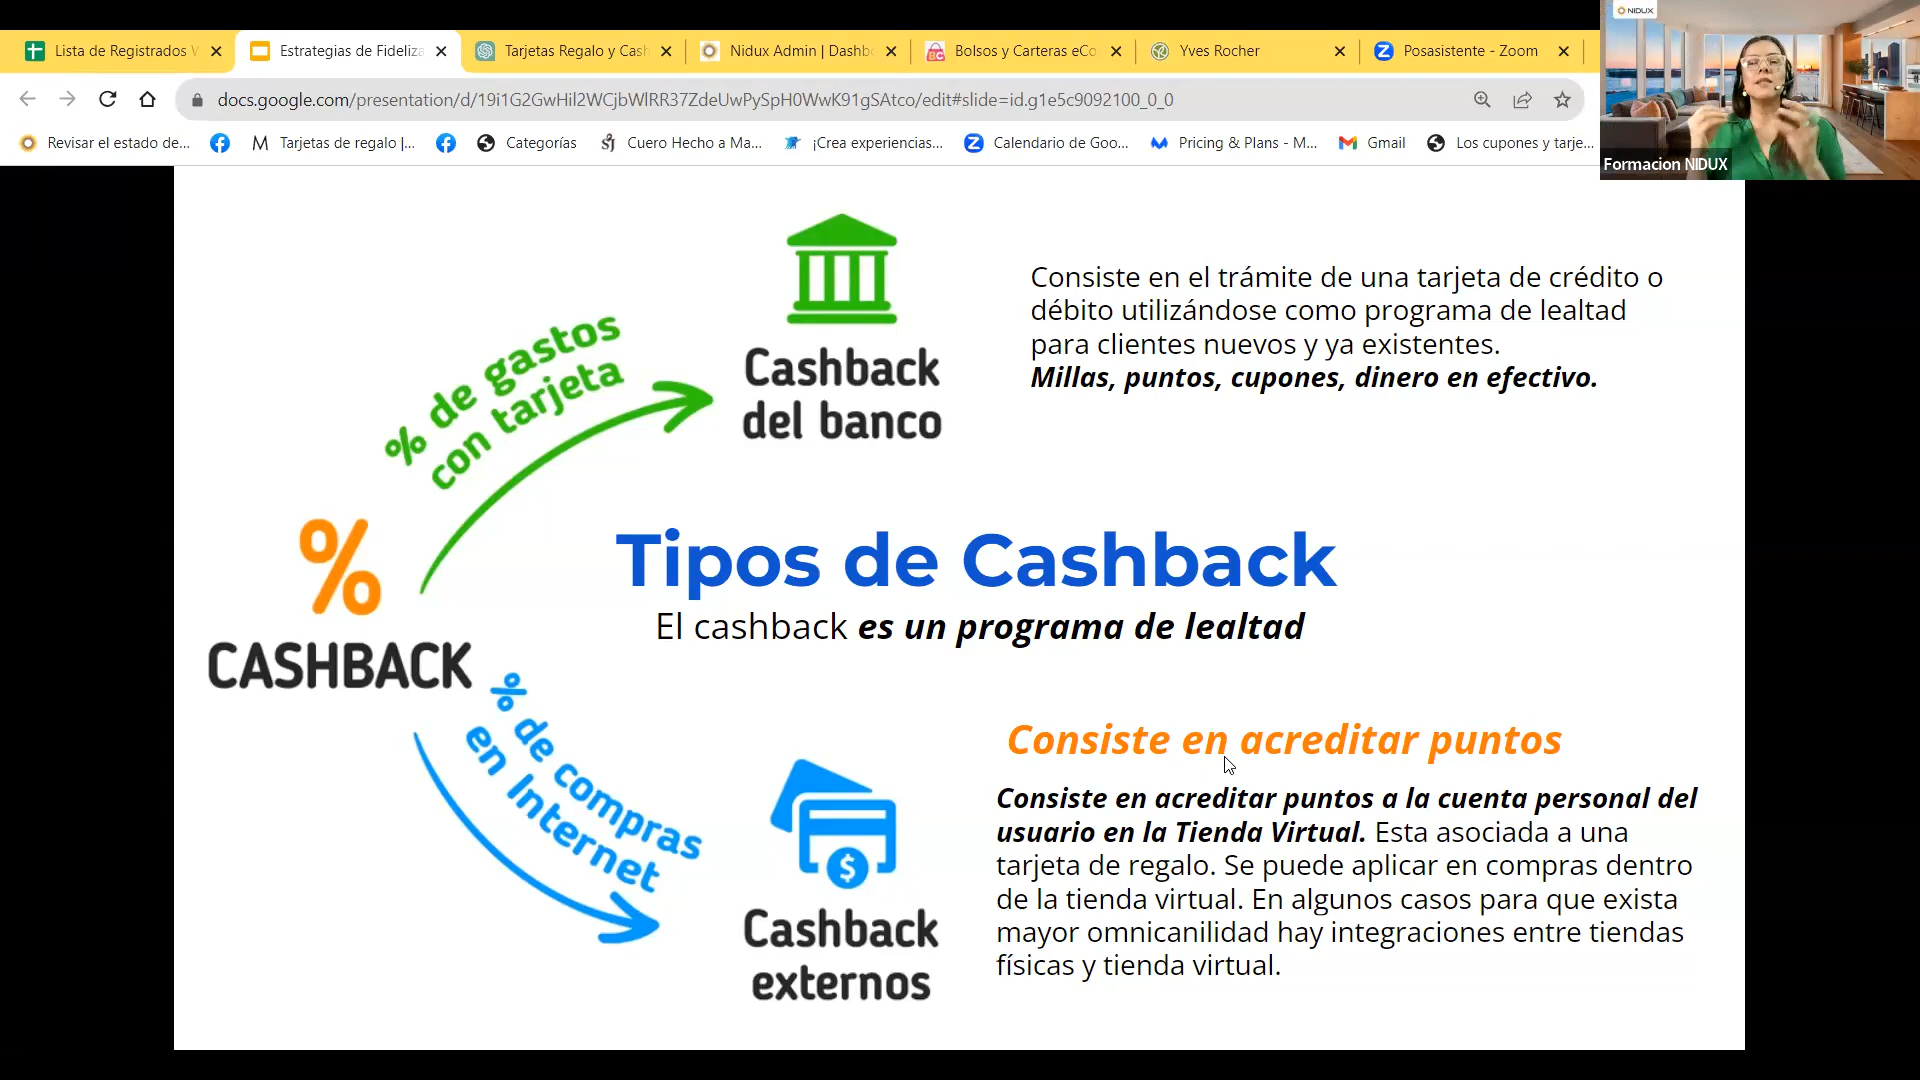 NIDUX
Lista de Registrados V
Estrategias de Fideliza
Tarjetas Regalo y Cash
Nidux Admin | Dashbo
Bolsos y Carteras eCo
Yves Rocher
Posasistente - Zoom
docs.google.com/presentation/d/19i1G2GwHil2WCjbWlRR37ZdeUwPySpH0WwK91gSAtco/edit#slide=id.g1e5c9092100_0_0
Revisar el estado de...
Tarjetas de regalo |...
Categorías
Cuero Hecho a Ma...
¡Crea experiencias...
Calendario de Goo...
Pricing & Plans - M...
Gmail
Los cupones y tarje...
Formacion NIDUX
% de gastos
con tarjeta
Cashback
del banco
Consiste en el trámite de una tarjeta de crédito o
débito utilizándose como programa de lealtad
para clientes nuevos y ya existentes.
Millas, puntos, cupones, dinero en efectivo.
%
CASHBACK
Tipos de Cashback
El cashback es un programa de lealtad
% de compras
en Internet
$
Cashback
externos
Consiste en acreditar puntos
Consiste en acreditar puntos a la cuenta personal del
usuario en la Tienda Virtual. Esta asociada a una
tarjeta de regalo. Se puede aplicar en compras dentro
de la tienda virtual. En algunos casos para que exista
mayor omnicanilidad hay integraciones entre tiendas
físicas y tienda virtual.